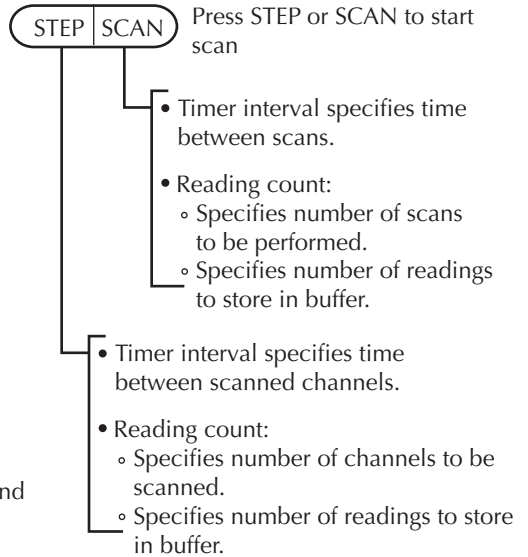 STEP SCAN
Press STEP or SCAN to start
scan
• Timer interval specifies time
between scans.
• Reading count:
◦ Specifies number of scans
to be performed.
◦ Specifies number of readings
to store in buffer.
• Timer interval specifies time
between scanned channels.
• Reading count:
◦ Specifies number of channels to be
scanned.
nd
◦ Specifies number of readings to store
in buffer.